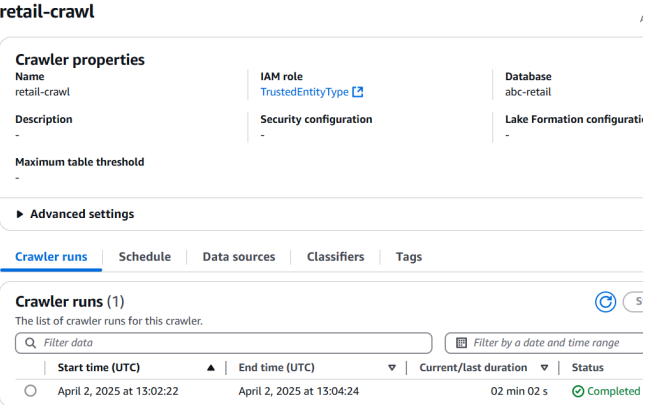 retail-crawl
Crawler properties
Name IAM role Database
retail-crawl TrustedEntityType abc-retail
Description Security configuration Lake Formation configurati
- - -
Maximum table threshold
-
Advanced settings
Crawler runs Schedule Data sources Classifiers Tags
Crawler runs (1)
The list of crawler runs for this crawler.
Filter data Filter by a date and time range
Start time (UTC) End time (UTC) Current/last duration Status
April 2, 2025 at 13:02:22 April 2, 2025 at 13:04:24 02 min 02 s Completed